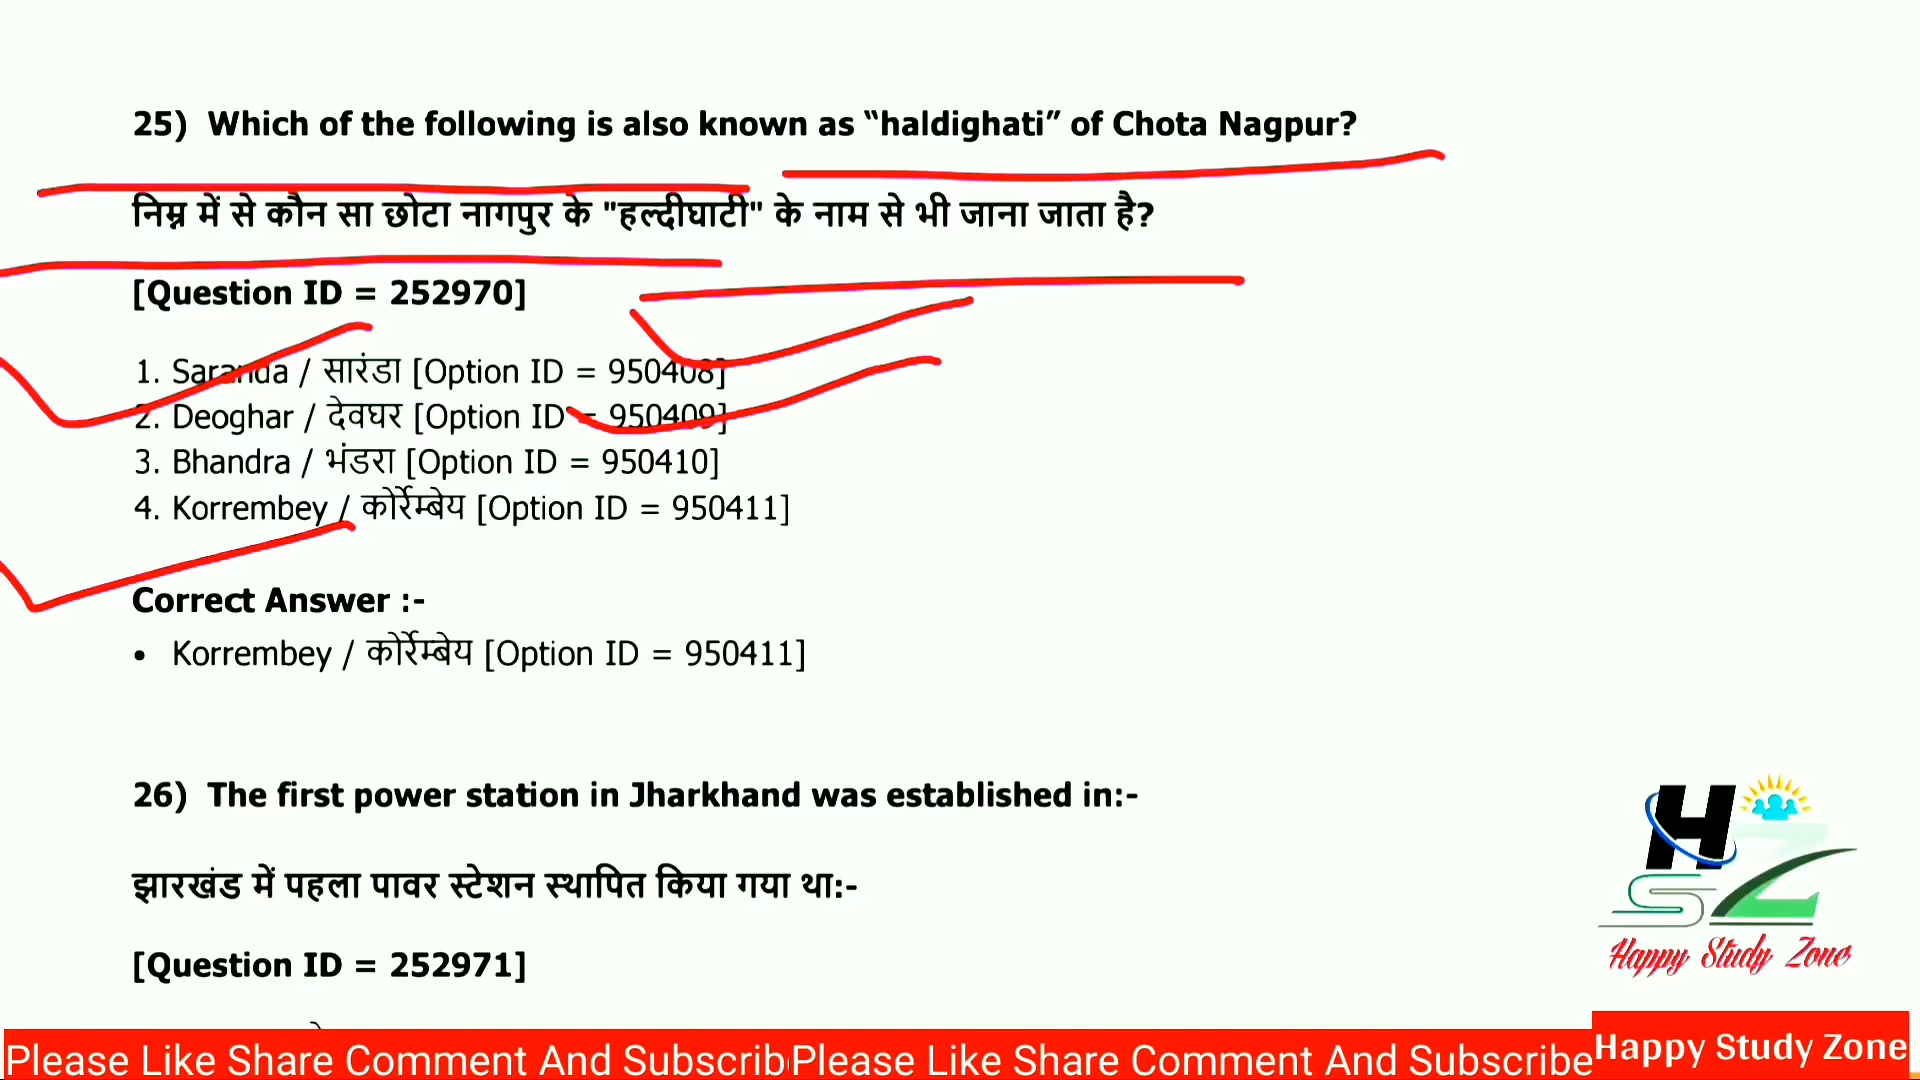 25) Which of the following is also known as “haldighati” of Chota Nagpur?
निम्न में से कौन सा छोटा नागपुर के "हल्दीघाटी" के नाम से भी जाना जाता है?
[Question ID = 252970]
1. Saranda / सारंडा [Option ID = 950408]
2. Deoghar / देवघर [Option ID = 950409]
3. Bhandra / भंडरा [Option ID = 950410]
4. Korrembey / कोर्रेम्बेय [Option ID = 950411]
Correct Answer :-
• Korrembey / कोर्रेम्बेय [Option ID = 950411]
26) The first power station in Jharkhand was established in:-
झारखंड में पहला पावर स्टेशन स्थापित किया गया था:-
[Question ID = 252971]
HSZ
Happy Study Zone
Please Like Share Comment And Subscrib Please Like Share Comment And Subscribe
Happy Study Zone